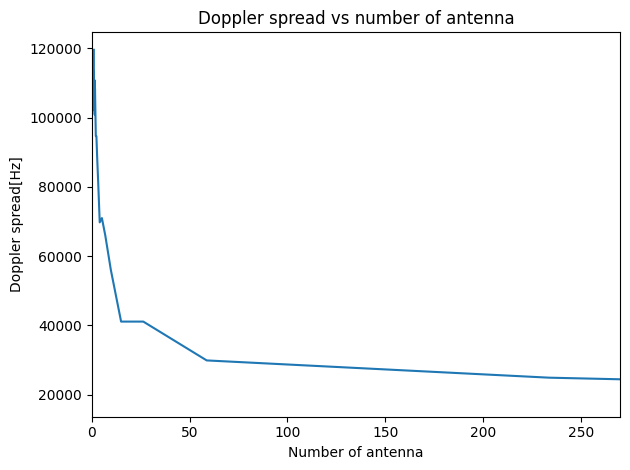 Doppler spread vs number of antenna
120000
100000
80000
60000
40000
20000
Doppler spread[Hz]
0 50 100 150 200 250
Number of antenna